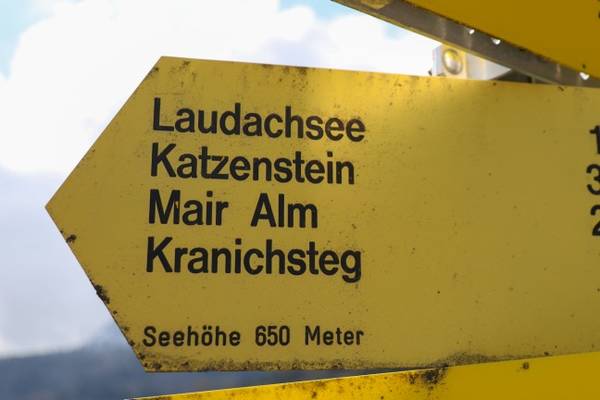 Laudachsee
Katzenstein
Mair Alm
Kranichsteg
Seehöhe 650 Meter